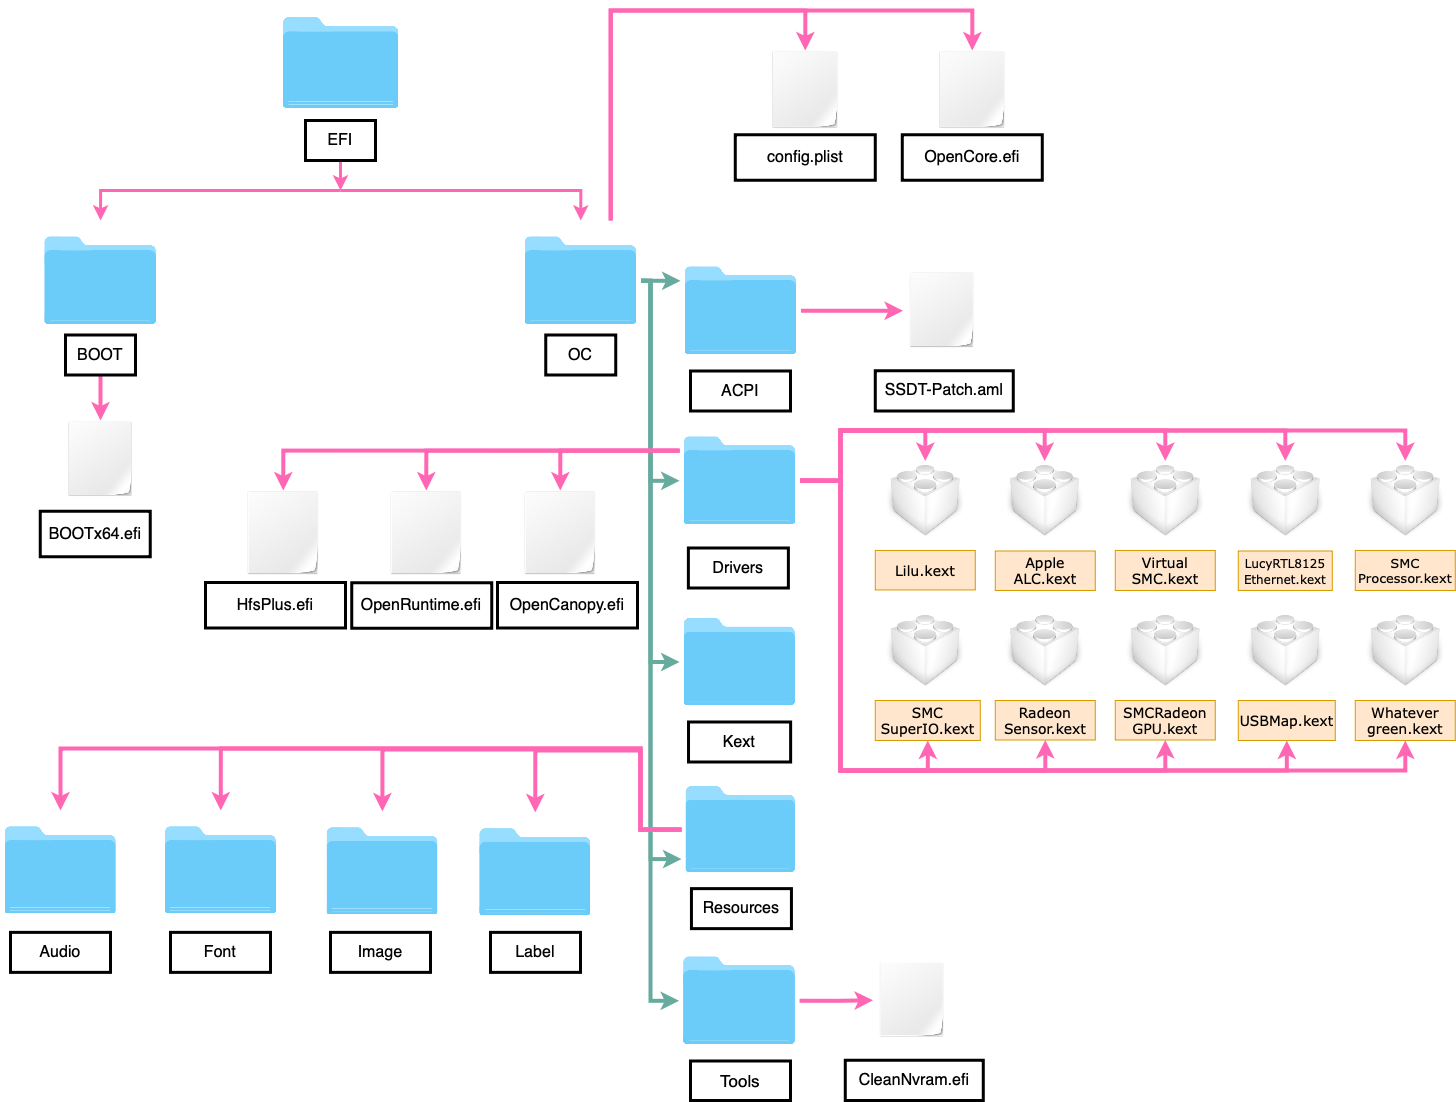 EFI
config.plist
OpenCore.efi
BOOT
OC
ACPI
SSDT-Patch.aml
BOOTx64.efi
Drivers
HfsPlus.efi
OpenRuntime.efi
OpenCanopy.efi
Lilu.kext
Apple
ALC.kext
Virtual
SMC.kext
LucyRTL8125
Ethernet.kext
SMC
Processor.kext
SMC
SuperIO.kext
Radeon
Sensor.kext
SMCRadeon
GPU.kext
USBMap.kext
Whatever
green.kext
Kext
Resources
Audio
Font
Image
Label
Tools
CleanNvram.efi